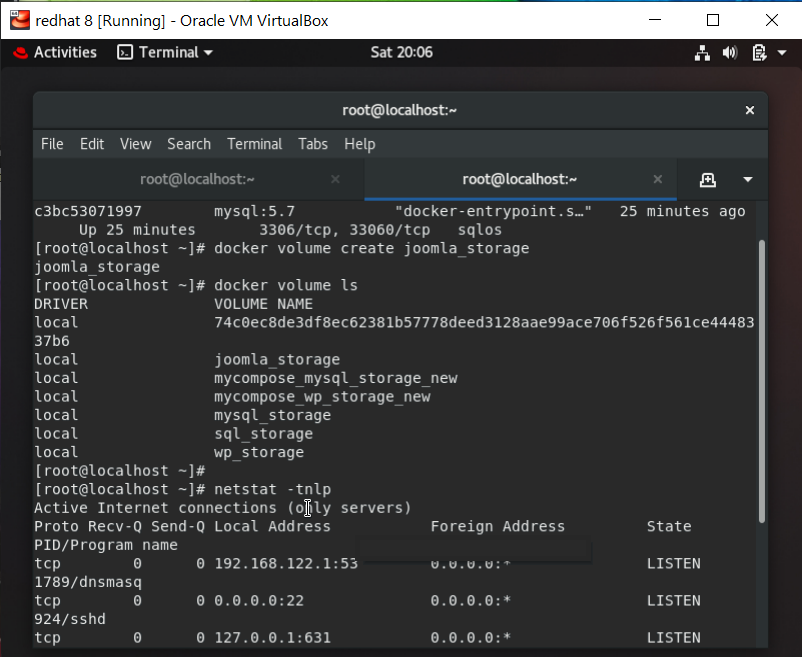 redhat 8 [Running] - Oracle VM VirtualBox
Activities Terminal Sat 20:06
root@localhost:~
File Edit View Search Terminal Tabs Help
root@localhost:~ root@localhost:~
c3bc53071997 mysql:5.7 "docker-entrypoint.s…" 25 minutes ago
Up 25 minutes 3306/tcp, 33060/tcp sqlos
[root@localhost ~]# docker volume create joomla_storage
joomla_storage
[root@localhost ~]# docker volume ls
DRIVER VOLUME NAME
local 74c0ec8de3df8ec62381b57778deed3128aae99ace706f526f561ce44483
37b6
local joomla_storage
local mycompose_mysql_storage_new
local mycompose_wp_storage_new
local mysql_storage
local sql_storage
local wp_storage
[root@localhost ~]#
[root@localhost ~]# netstat -tnlp
Active Internet connections (only servers)
Proto Recv-Q Send-Q Local Address Foreign Address State
PID/Program name
tcp 0 0 192.168.122.1:53 0.0.0.0:* LISTEN
1789/dnsmasq
tcp 0 0 0.0.0.0:22 0.0.0.0:* LISTEN
924/sshd
tcp 0 0 127.0.0.1:631 0.0.0.0:* LISTEN